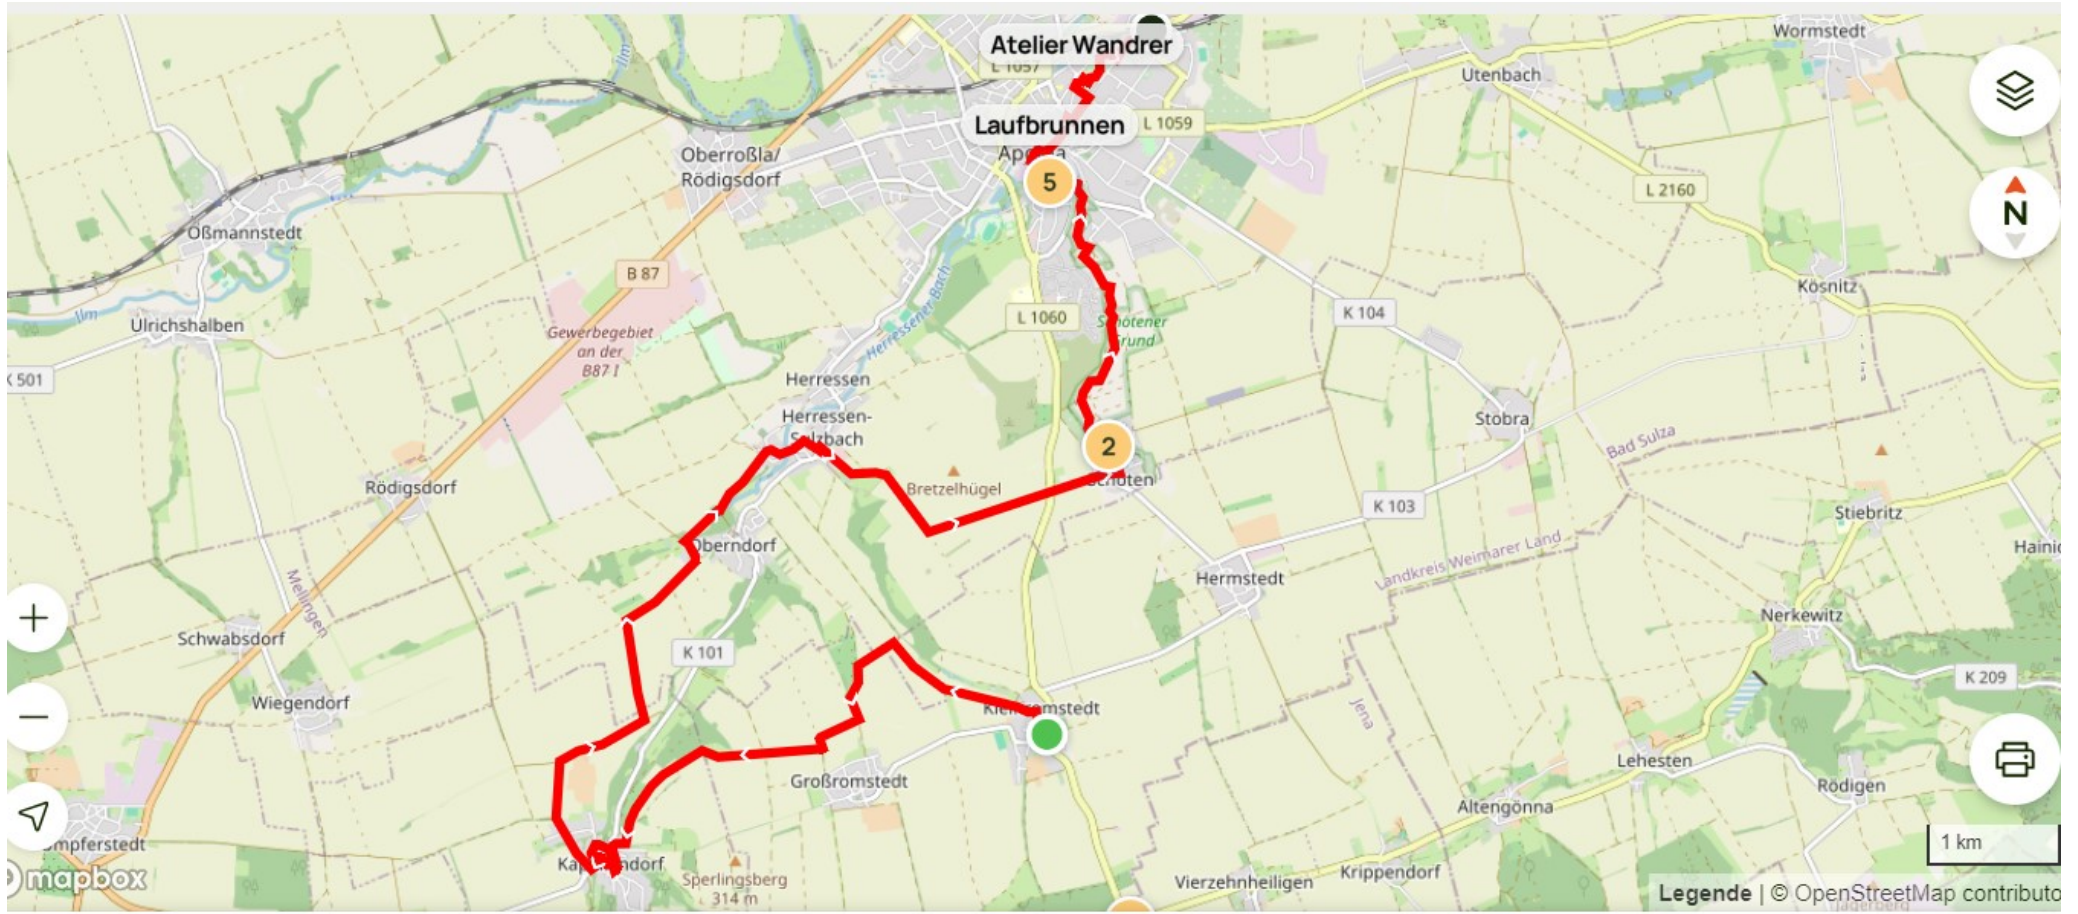 Wormstedt
Atelier Wandrer
L 1057
Utenbach
Ilm
Laufbrunnen
L 1059
Oberroßla/
Rödigsdorf
5
L 2160
N
Oßmannstedt
B 87
Herressener Bach
Kösnitz
Ilm
Ulrichshalben
Gewerbegebiet
an der
B87 I
L 1060
K 104
K 501
Herressen
Herressen-
Stobra
Bad Sulza
2
Rödigsdorf
Bretzelhügel
K 103
Stiebritz
Landkreis Weimarer Land
Hermstedt
Mellingen
Nerkewitz
Schwabsdorf
K 101
K 209
Wiegendorf
Jena
Lehesten
Großromstedt
Rödigen
Altengönna
1 km
Sperlingsberg
314 m
Vierzehnheiligen
Krippendorf
mapbox
Legende | © OpenStreetMap contributo